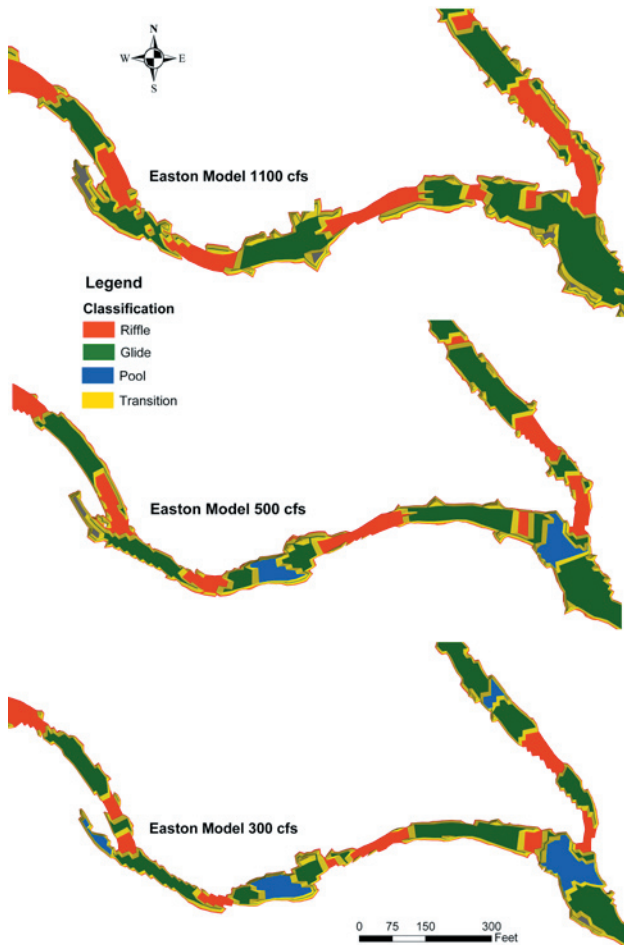 N
W E
S
Easton Model 1100 cfs
Legend
Classification
Riffle
Glide
Pool
Transition
Easton Model 500 cfs
Easton Model 300 cfs
0 75 150 300
Feet